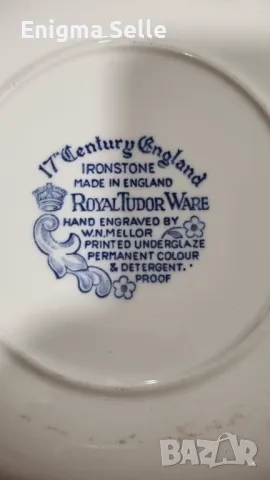 Enigma Selle
17th Century England
IRONSTONE
MADE IN ENGLAND
ROYAL TUDOR WARE
HAND ENGRAVED BY
W.N. MELLOR
PRINTED UNDERGLAZE
PERMANENT COLOUR
& DETERGENT.
PROOF
BAZAR